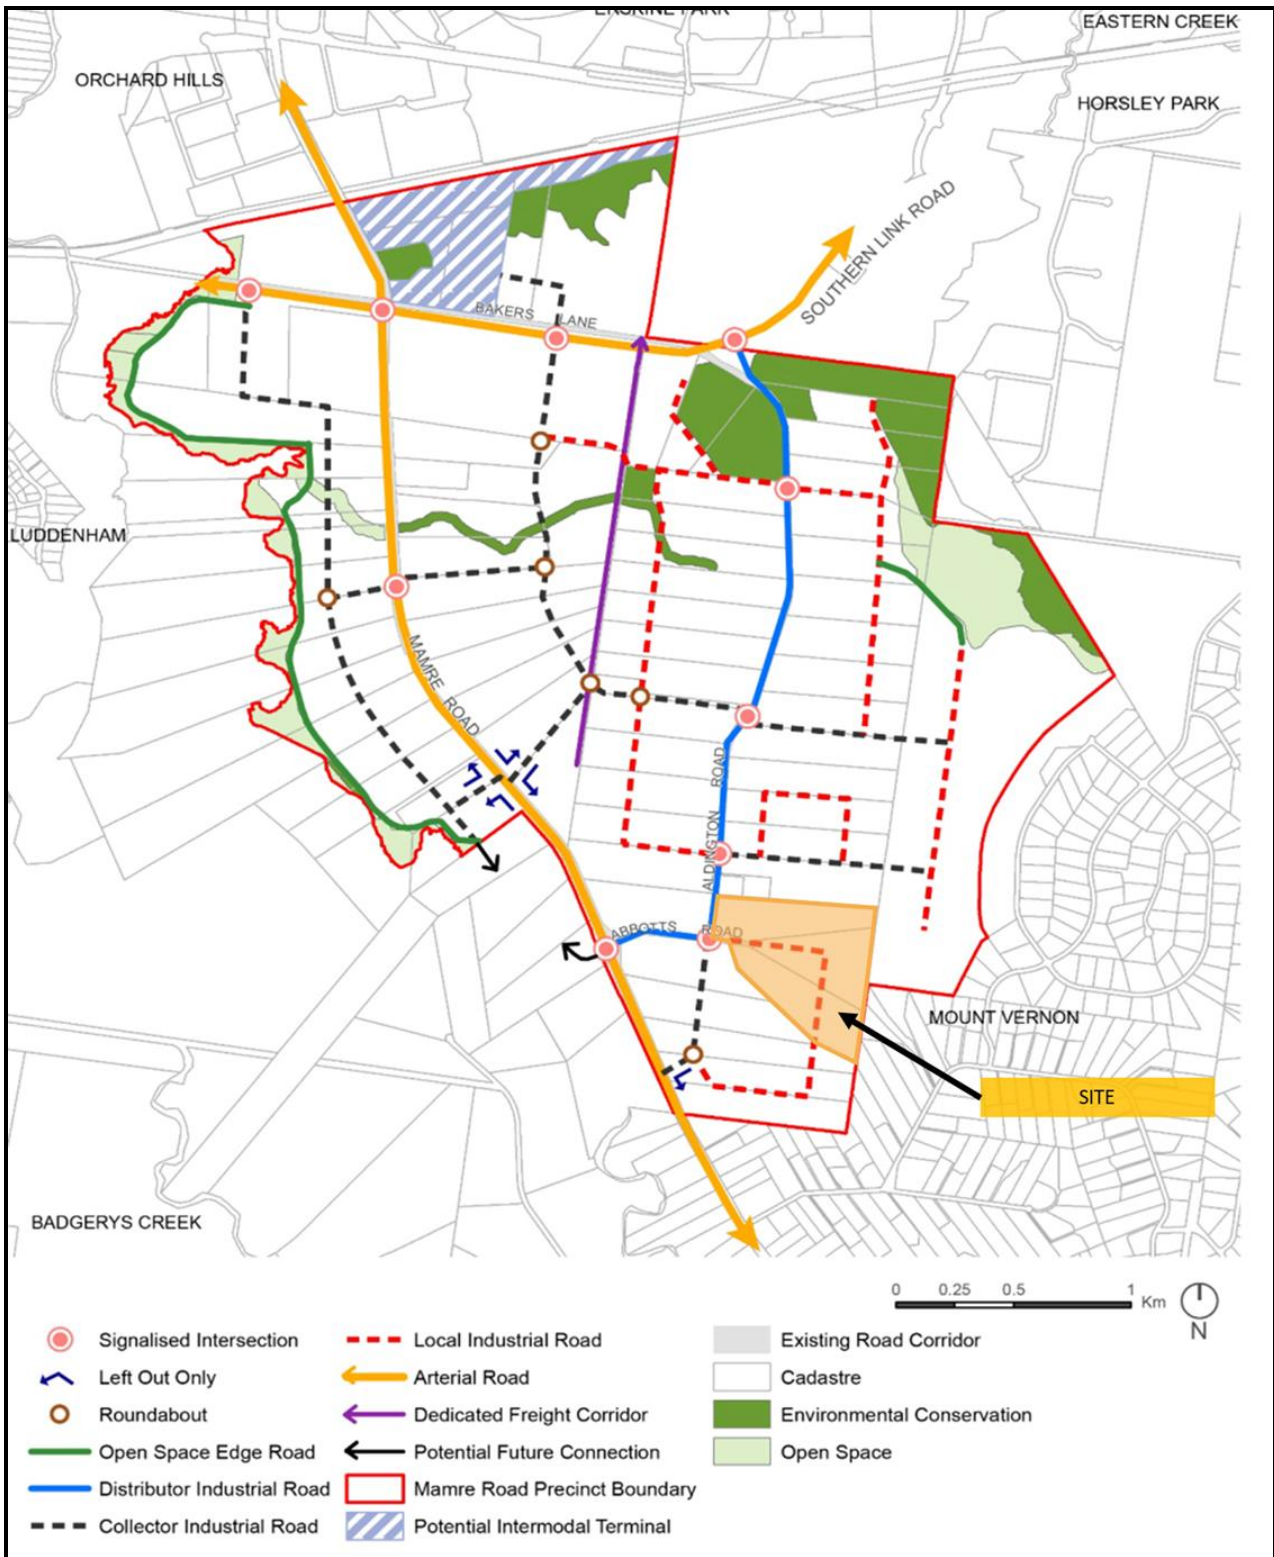 ERSKINE PARK
EASTERN CREEK
ORCHARD HILLS
HORSLEY PARK
SOUTHERN LINK ROAD
BAKERS LANE
LUDDENHAM
MAMRE ROAD
ALDINGTON ROAD
ABBOTTS ROAD
MOUNT VERNON
SITE
BADGERYS CREEK
0 0.25 0.5 1 Km
N
Signalised Intersection
Left Out Only
Roundabout
Open Space Edge Road
Distributor Industrial Road
Collector Industrial Road
Local Industrial Road
Arterial Road
Dedicated Freight Corridor
Potential Future Connection
Mamre Road Precinct Boundary
Potential Intermodal Terminal
Existing Road Corridor
Cadastre
Environmental Conservation
Open Space